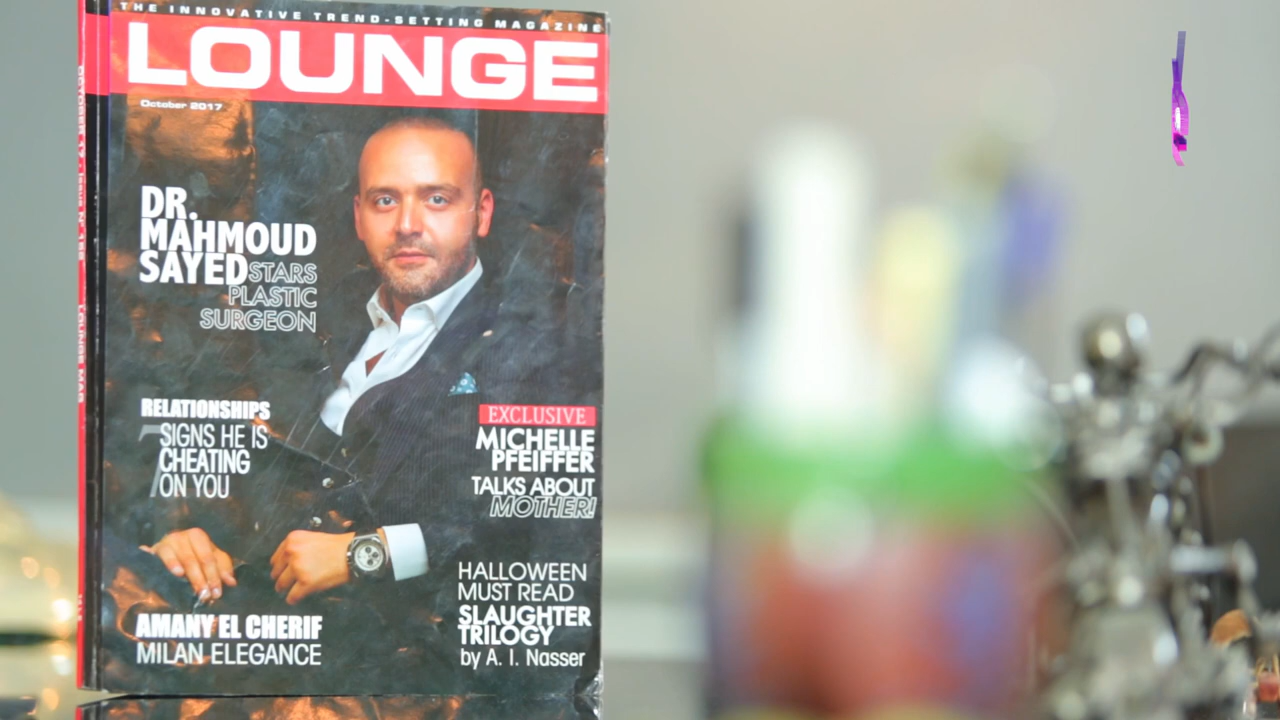 THE INNOVATIVE TREND-SETTING MAGAZINE
LOUNGE
October 2017
DR.
MAHMOUD
SAYED STARS
PLASTIC
SURGEON
RELATIONSHIPS
7 SIGNS HE IS
CHEATING
ON YOU
EXCLUSIVE
MICHELLE
PFEIFFER
TALKS ABOUT
MOTHER!
HALLOWEEN
MUST READ
SLAUGHTER
TRILOGY
by A. I. Nasser
AMANY EL CHERIF
MILAN ELEGANCE